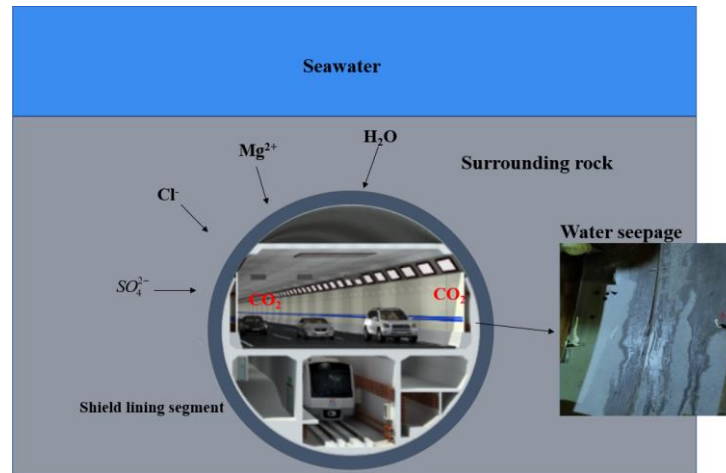 Seawater
H₂O
Mg²⁺
Surrounding rock
Cl⁻
Water seepage
SO₄²⁻
CO₂
CO₂
Shield lining segment